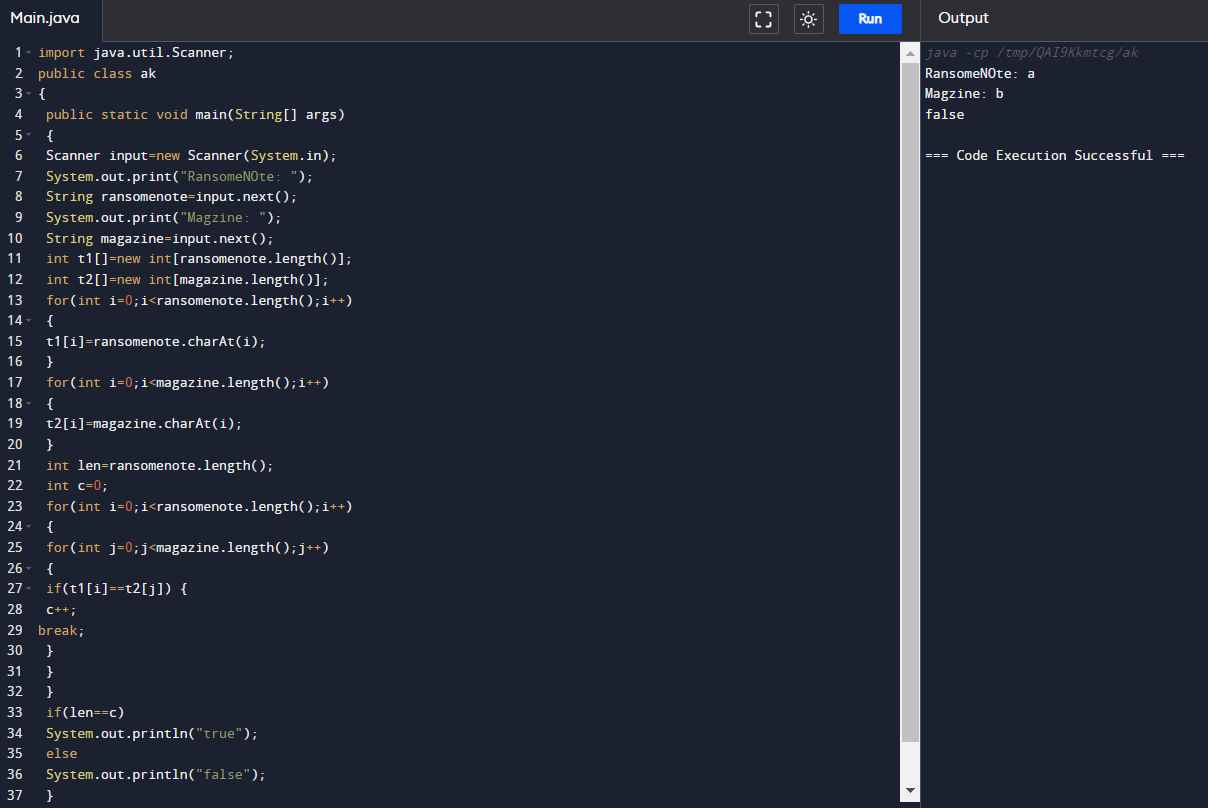 Main.java
Run
Output
1 import java.util.Scanner;
2 public class ak
3 {
4 public static void main(String[] args)
5 {
6 Scanner input=new Scanner(System.in);
7 System.out.print("RansomeNOte: ");
8 String ransomenote=input.next();
9 System.out.print("Magzine: ");
10 String magazine=input.next();
11 int t1[]=new int[ransomenote.length()];
12 int t2[]=new int[magazine.length()];
13 for(int i=0;i<ransomenote.length();i++)
14 {
15 t1[i]=ransomenote.charAt(i);
16 }
17 for(int i=0;i<magazine.length();i++)
18 {
19 t2[i]=magazine.charAt(i);
20 }
21 int len=ransomenote.length();
22 int c=0;
23 for(int i=0;i<ransomenote.length();i++)
24 {
25 for(int j=0;j<magazine.length();j++)
26 {
27 if(t1[i]==t2[j]) {
28 c++;
29 break;
30 }
31 }
32 }
33 if(len==c)
34 System.out.println("true");
35 else
36 System.out.println("false");
37 }
java -cp /tmp/QAI9Kkmtcg/ak
RansomeNOte: a
Magzine: b
false
=== Code Execution Successful ===